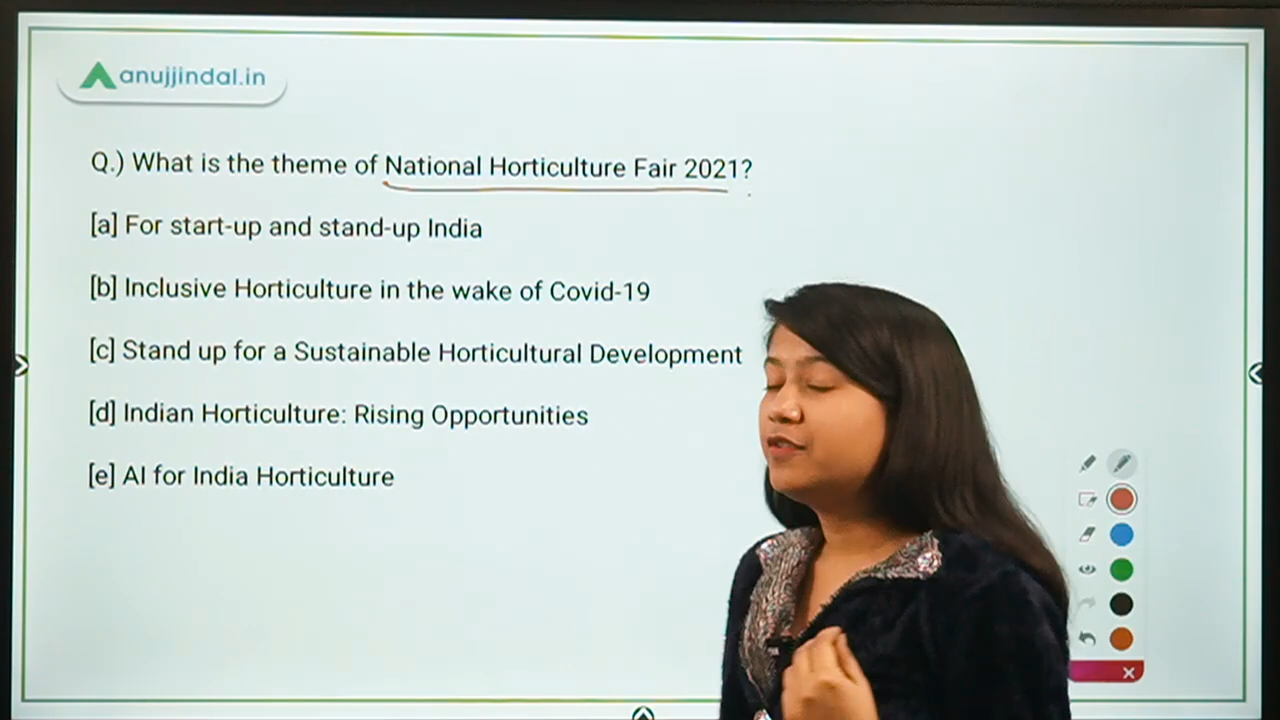 anujjindal.in
Q.) What is the theme of National Horticulture Fair 2021?
[a] For start-up and stand-up India
[b] Inclusive Horticulture in the wake of Covid-19
[c] Stand up for a Sustainable Horticultural Development
[d] Indian Horticulture: Rising Opportunities
[e] AI for India Horticulture